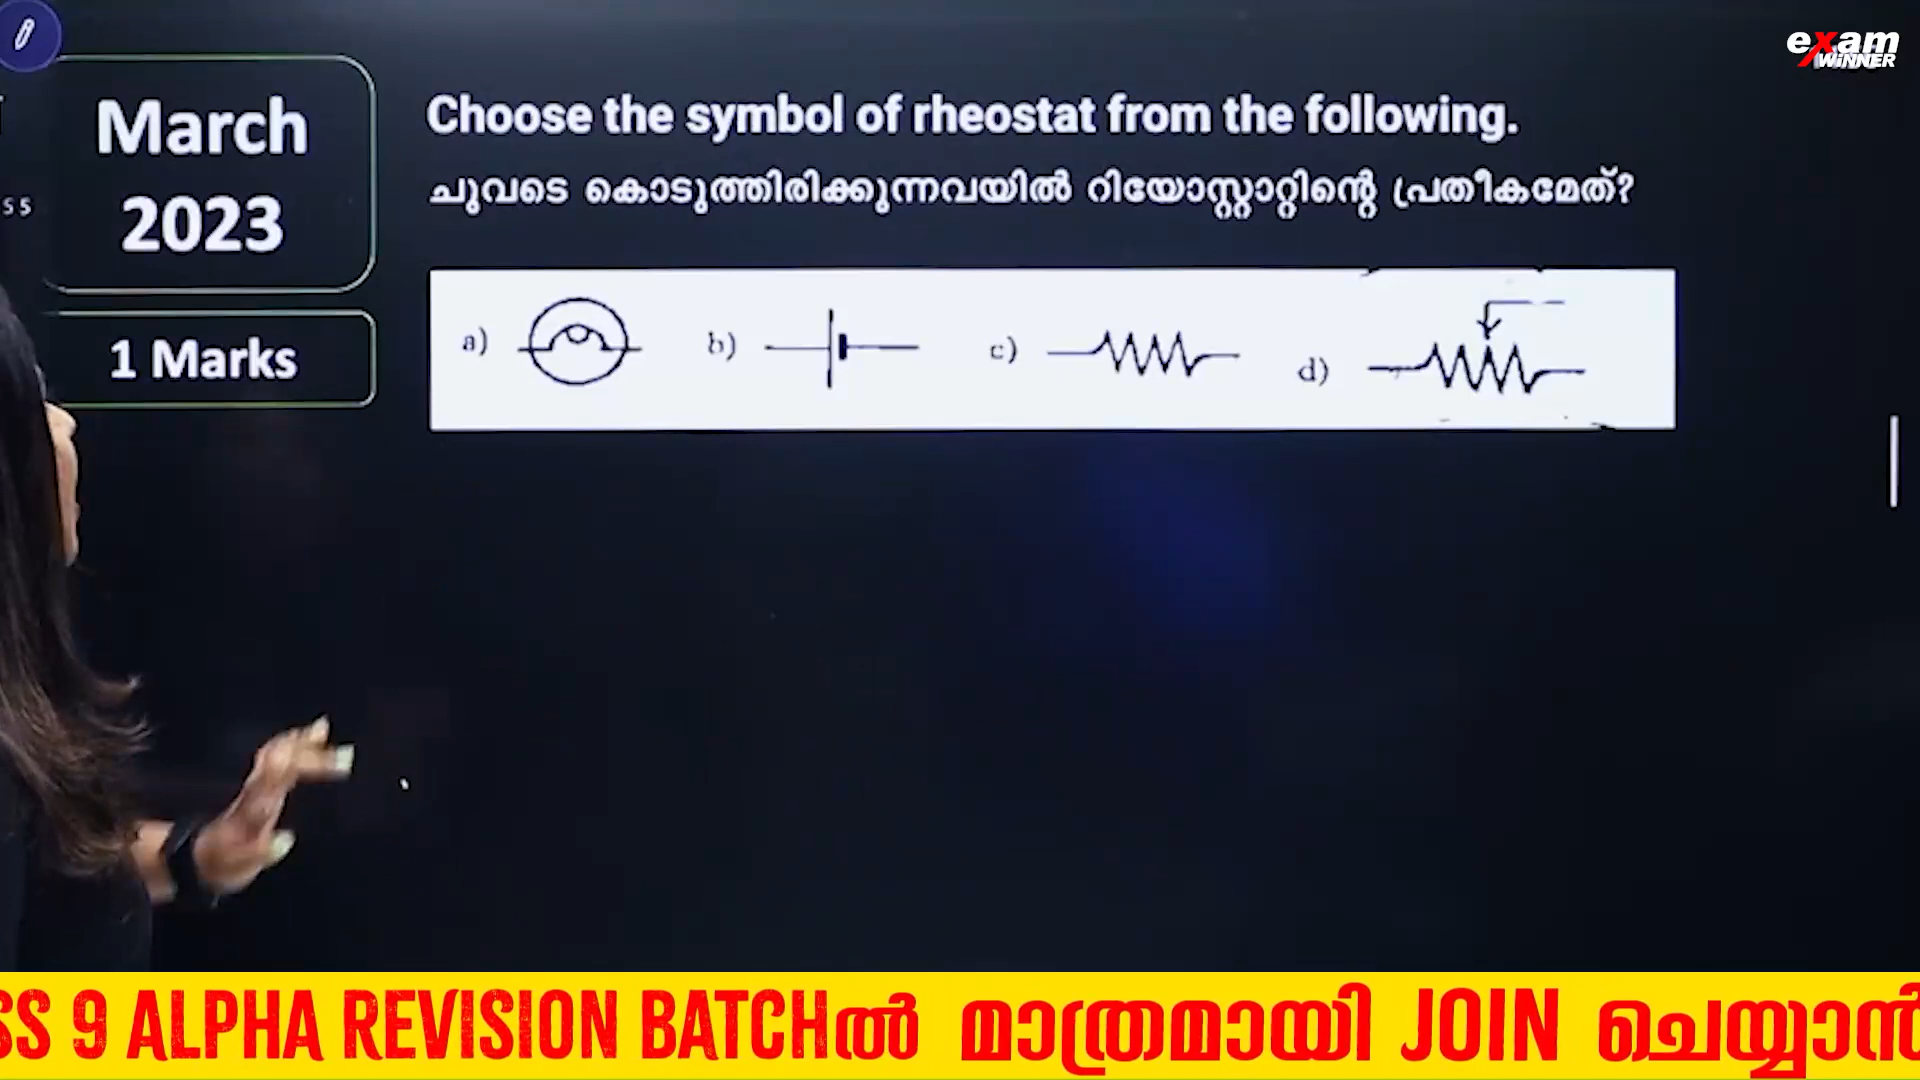 exam
WiNNER
March
2023
1 Marks
55
Choose the symbol of rheostat from the following.
ചുവടെ കൊടുത്തിരിക്കുന്നവയിൽ റിയോസ്റ്റാറ്റിന്റെ പ്രതീകമേത്?
a) b) c) d)
SS 9 ALPHA REVISION BATCHൽ മാത്രമായി JOIN ചെയ്യാൻ